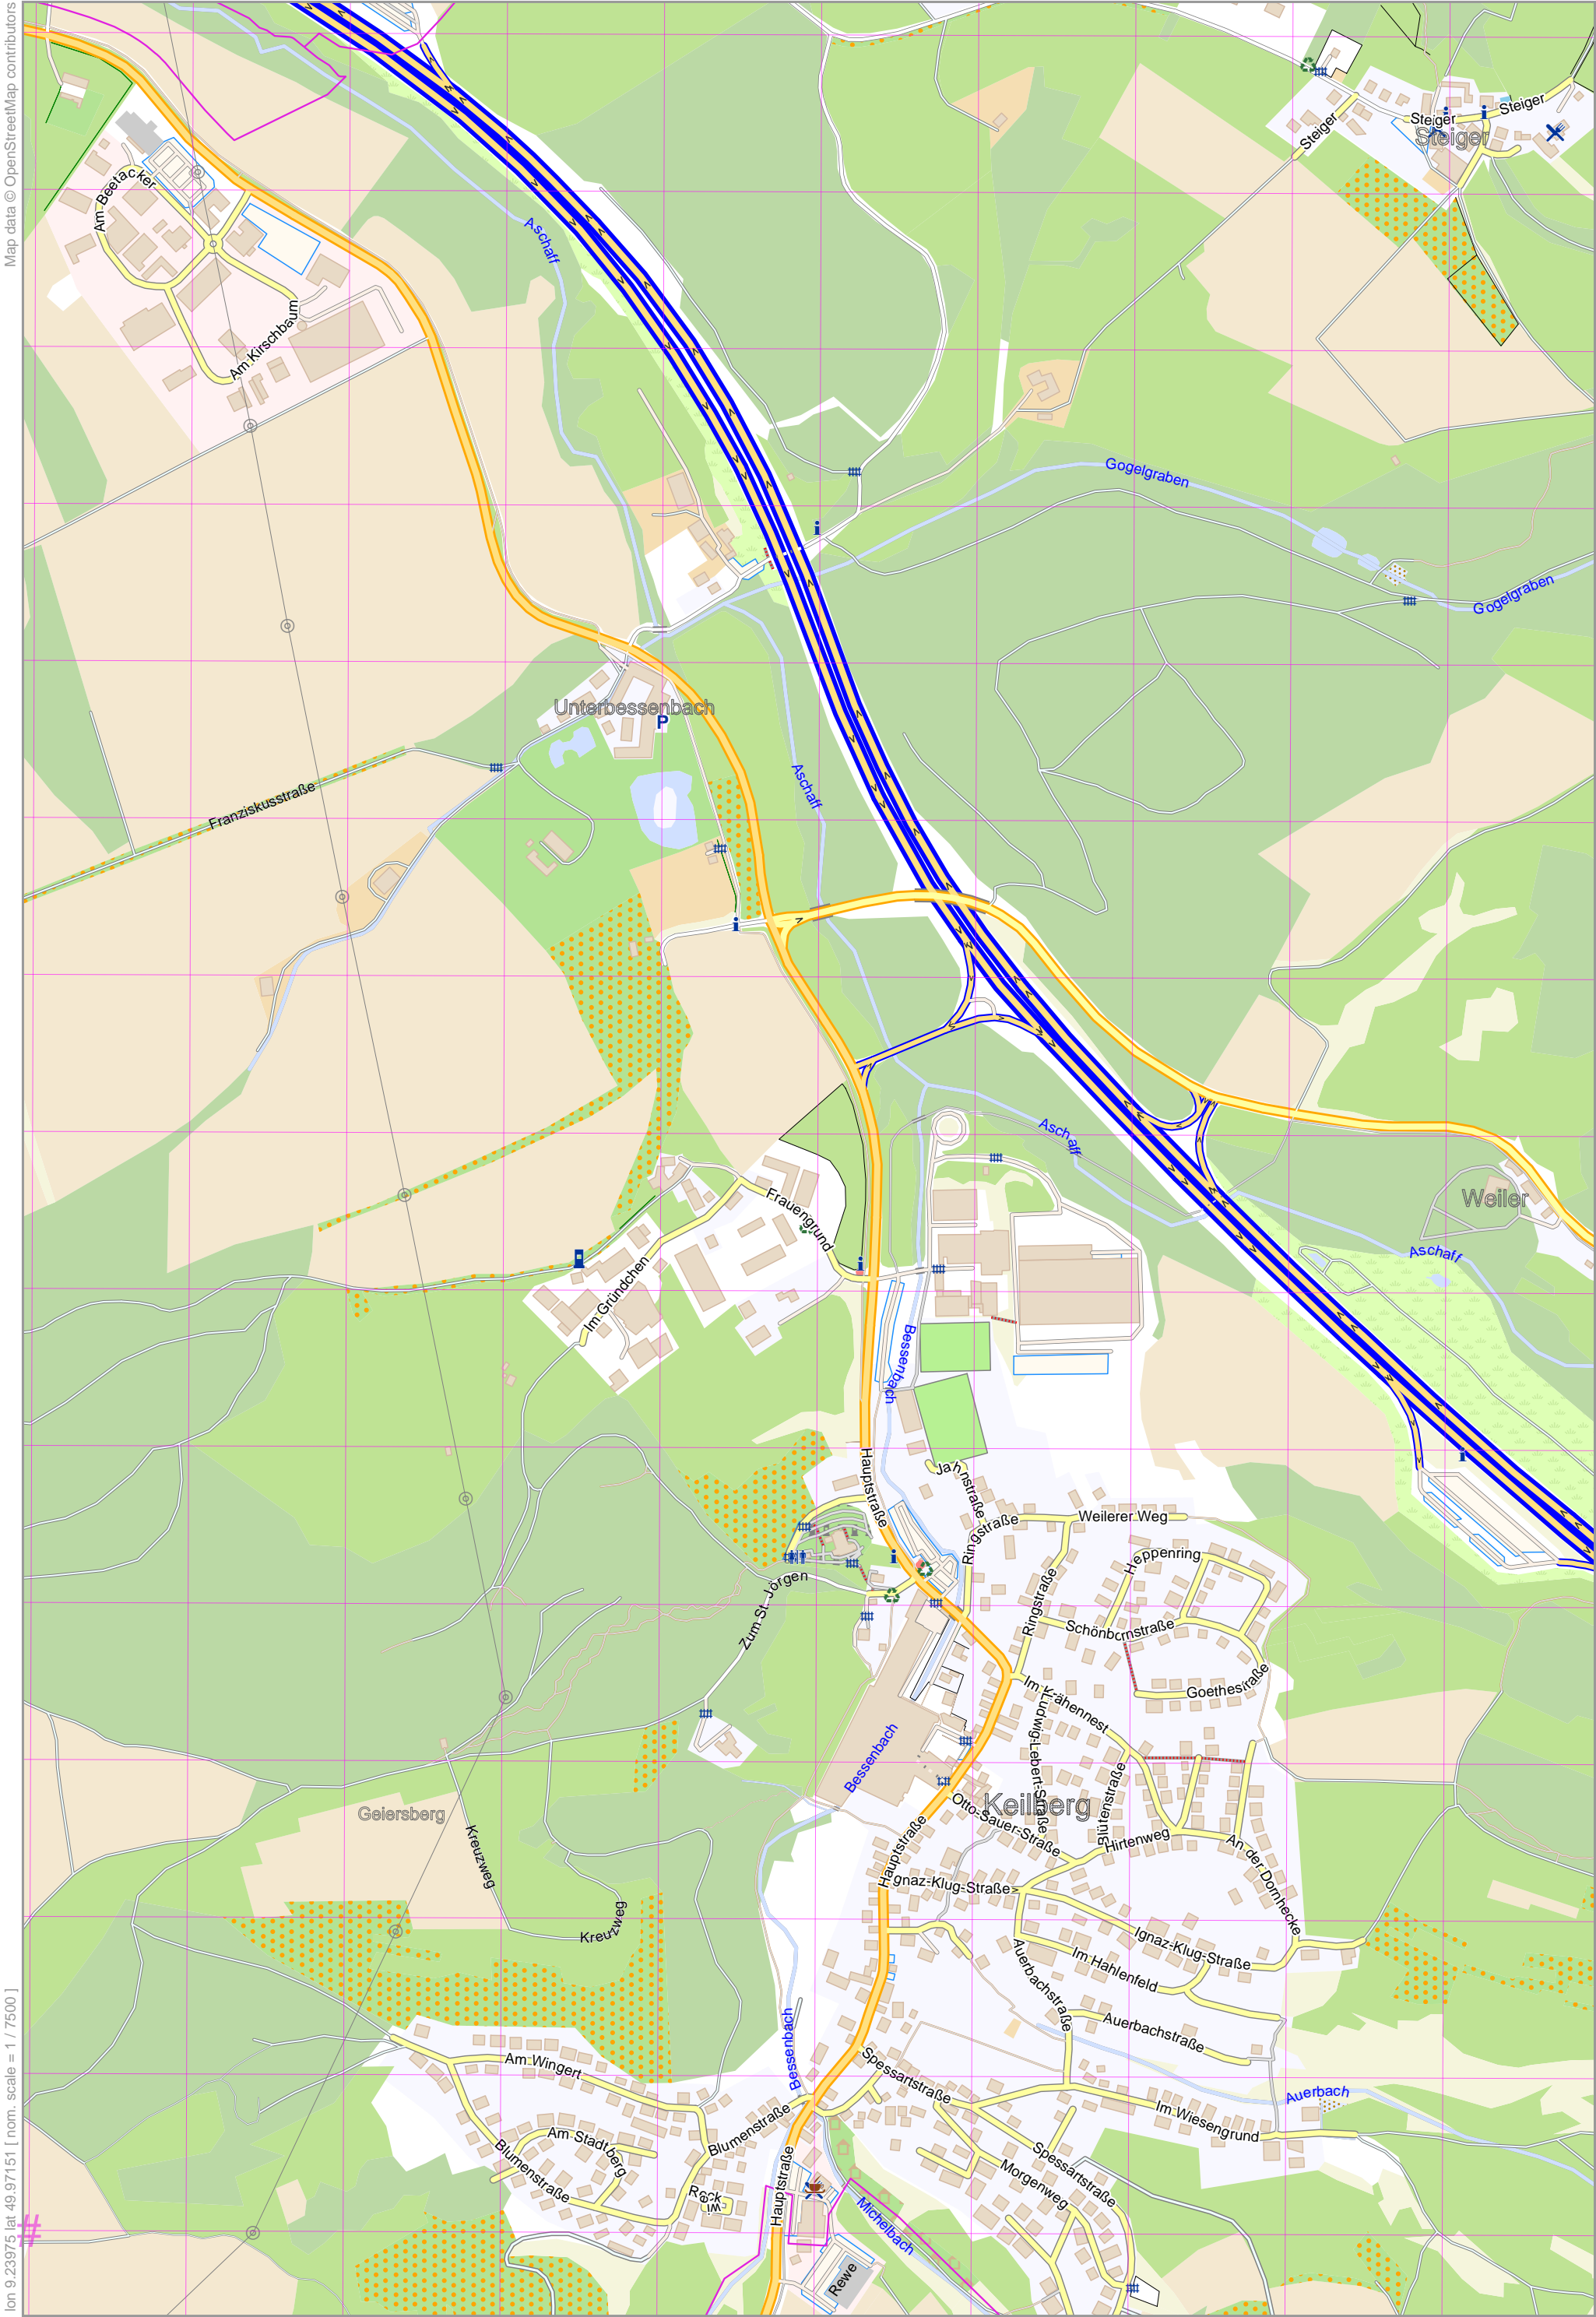 Map data © OpenStreetMap contributors
Steiger
Steiger
Steiger
Steiger
Am Beetacker
Am Kirschbaum
Aschaff
Gogelgraben
Gogelgraben
Unterbessenbach
P
Franziskusstraße
Aschaff
Aschaff
Weiler
Aschaff
Frauengrund
Im Gründchen
Bessenbach
Hauptstraße
Jahnstraße
Ringstraße
Weilerer Weg
Heppenring
Ringstraße
Schönbornstraße
Zum St. Jörgen
Goethestraße
Im Krähennest
Ludwig-Lebert-Straße
Bessenbach
Keilberg
Geiersberg
Otto-Sauer-Straße
Blütenstraße
Hirtenweg
An der Dornhecke
Hauptstraße
Kreuzweg
Ignaz-Klug-Straße
Kreuzweg
Ignaz-Klug-Straße
Im Hahlenfeld
Auerbachstraße
Auerbachstraße
Bessenbach
Am Wingert
Spessartstraße
Auerbach
Im Wiesengrund
Blumenstraße
Am Stadtberg
Blumenstraße
Spessartstraße
Morgenweg
Hauptstraße
Michelbach
Rewe
lon 9.23975 lat 49.97151 [ nom. scale = 1 / 7500 ]
#